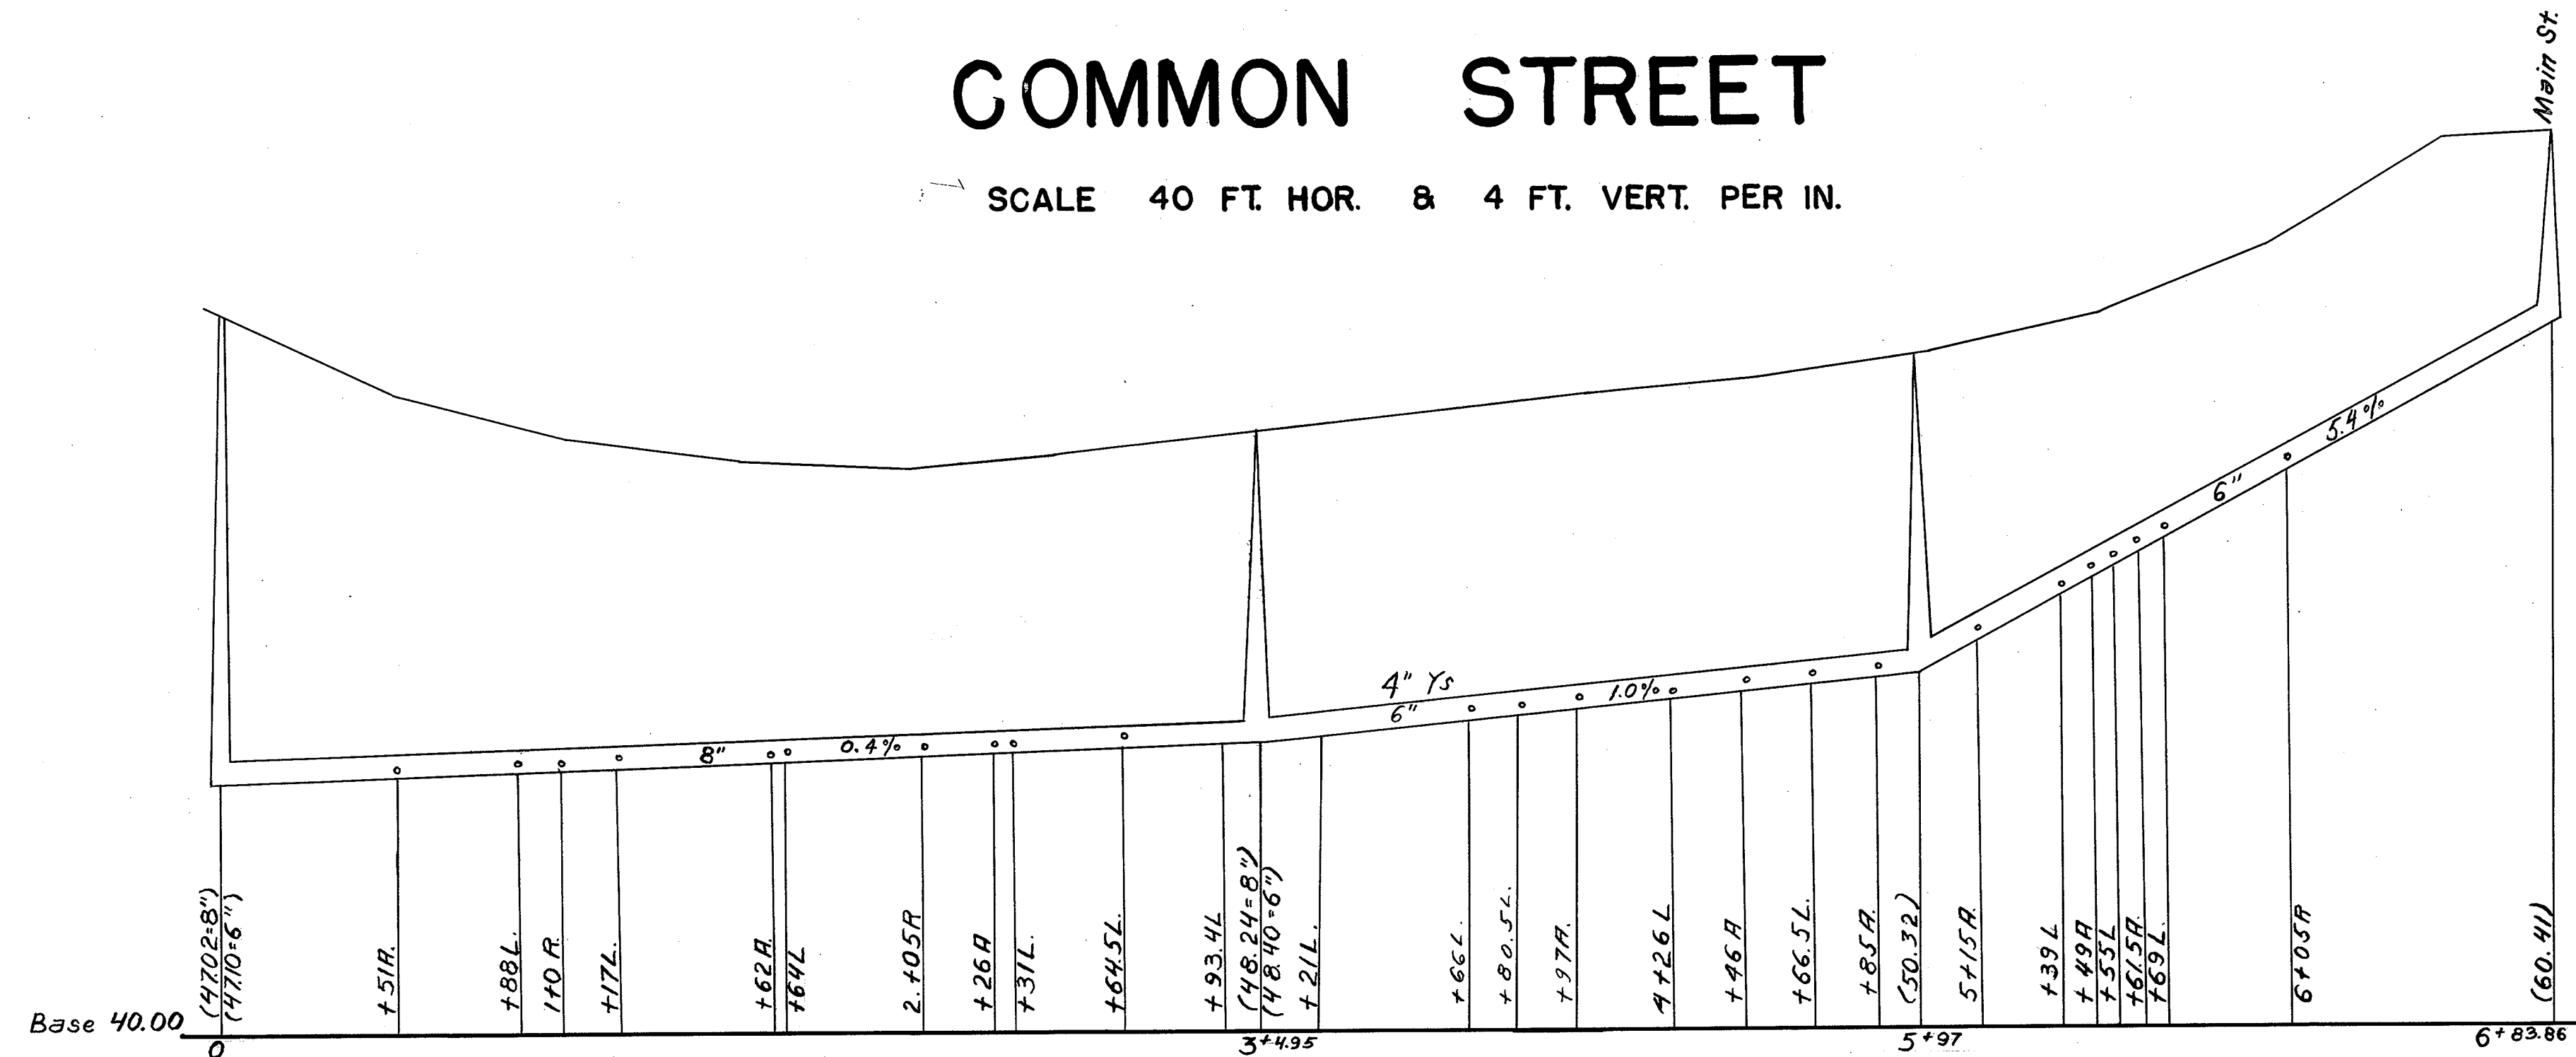 Main St.
COMMON STREET
SCALE 40 FT. HOR. & 4 FT. VERT. PER IN.
5.4%
6"
4" Ys
1.0%
6"
8"
0.4%
(47.02=8")
(47.10=6")
+51R.
+88L.
1+0R.
+17L.
+62R.
+64L
2.+05R
+26R
+31L.
+64.5L.
+93.4L
(48.24=8")
(48.40=6")
+21L.
+66L.
+80.5L.
+97R.
4+26L
+46R
+66.5L.
+85R.
(50.32)
5+15R.
+39L
+49R
+55L
+61.5R.
+69L.
6+05R
(60.41)
Base 40.00
0
3+4.95
5+97
6+83.86